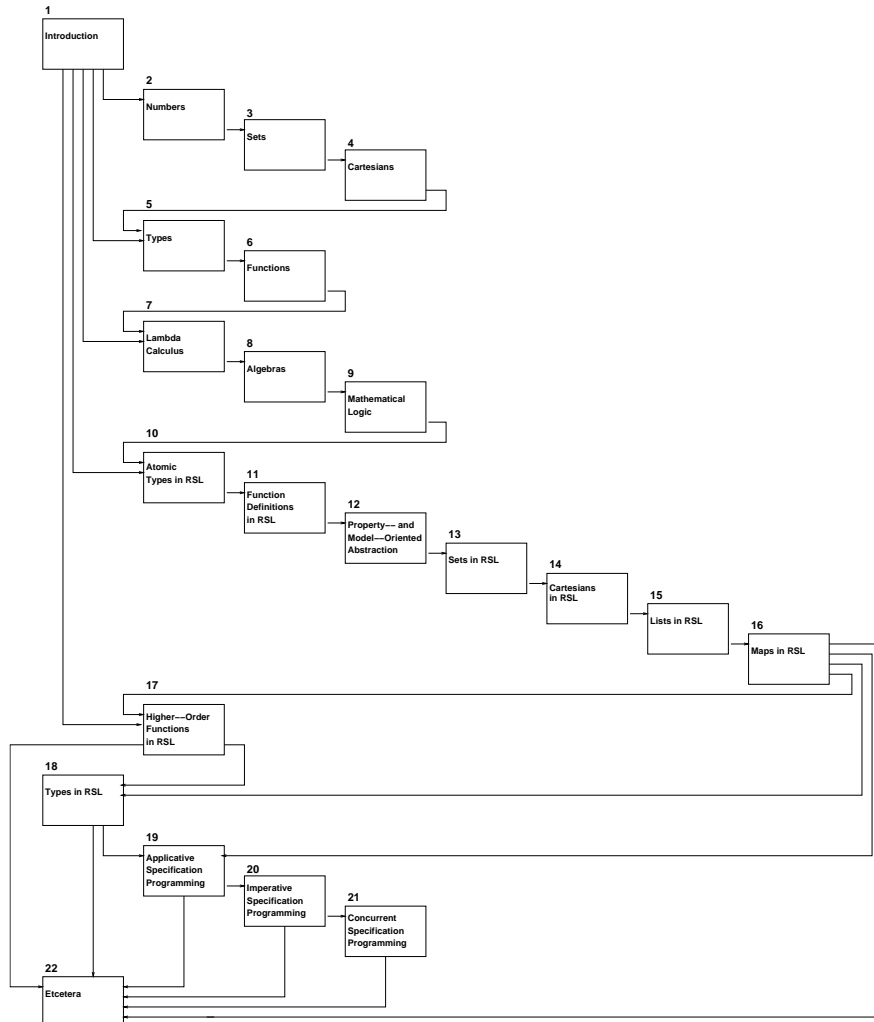 1
Introduction
2
Numbers
3
Sets
4
Cartesians
5
Types
6
Functions
7
Lambda
Calculus
8
Algebras
9
Mathematical
Logic
10
Atomic
Types in RSL
11
Function
Definitions
in RSL
12
Property−− and
Model−−Oriented
Abstraction
13
Sets in RSL
14
Cartesians
in RSL
15
Lists in RSL
16
Maps in RSL
17
Higher−−Order
Functions
in RSL
18
Types in RSL
19
Applicative
Specification
Programming
20
Imperative
Specification
Programming
21
Concurrent
Specification
Programming
22
Etcetera